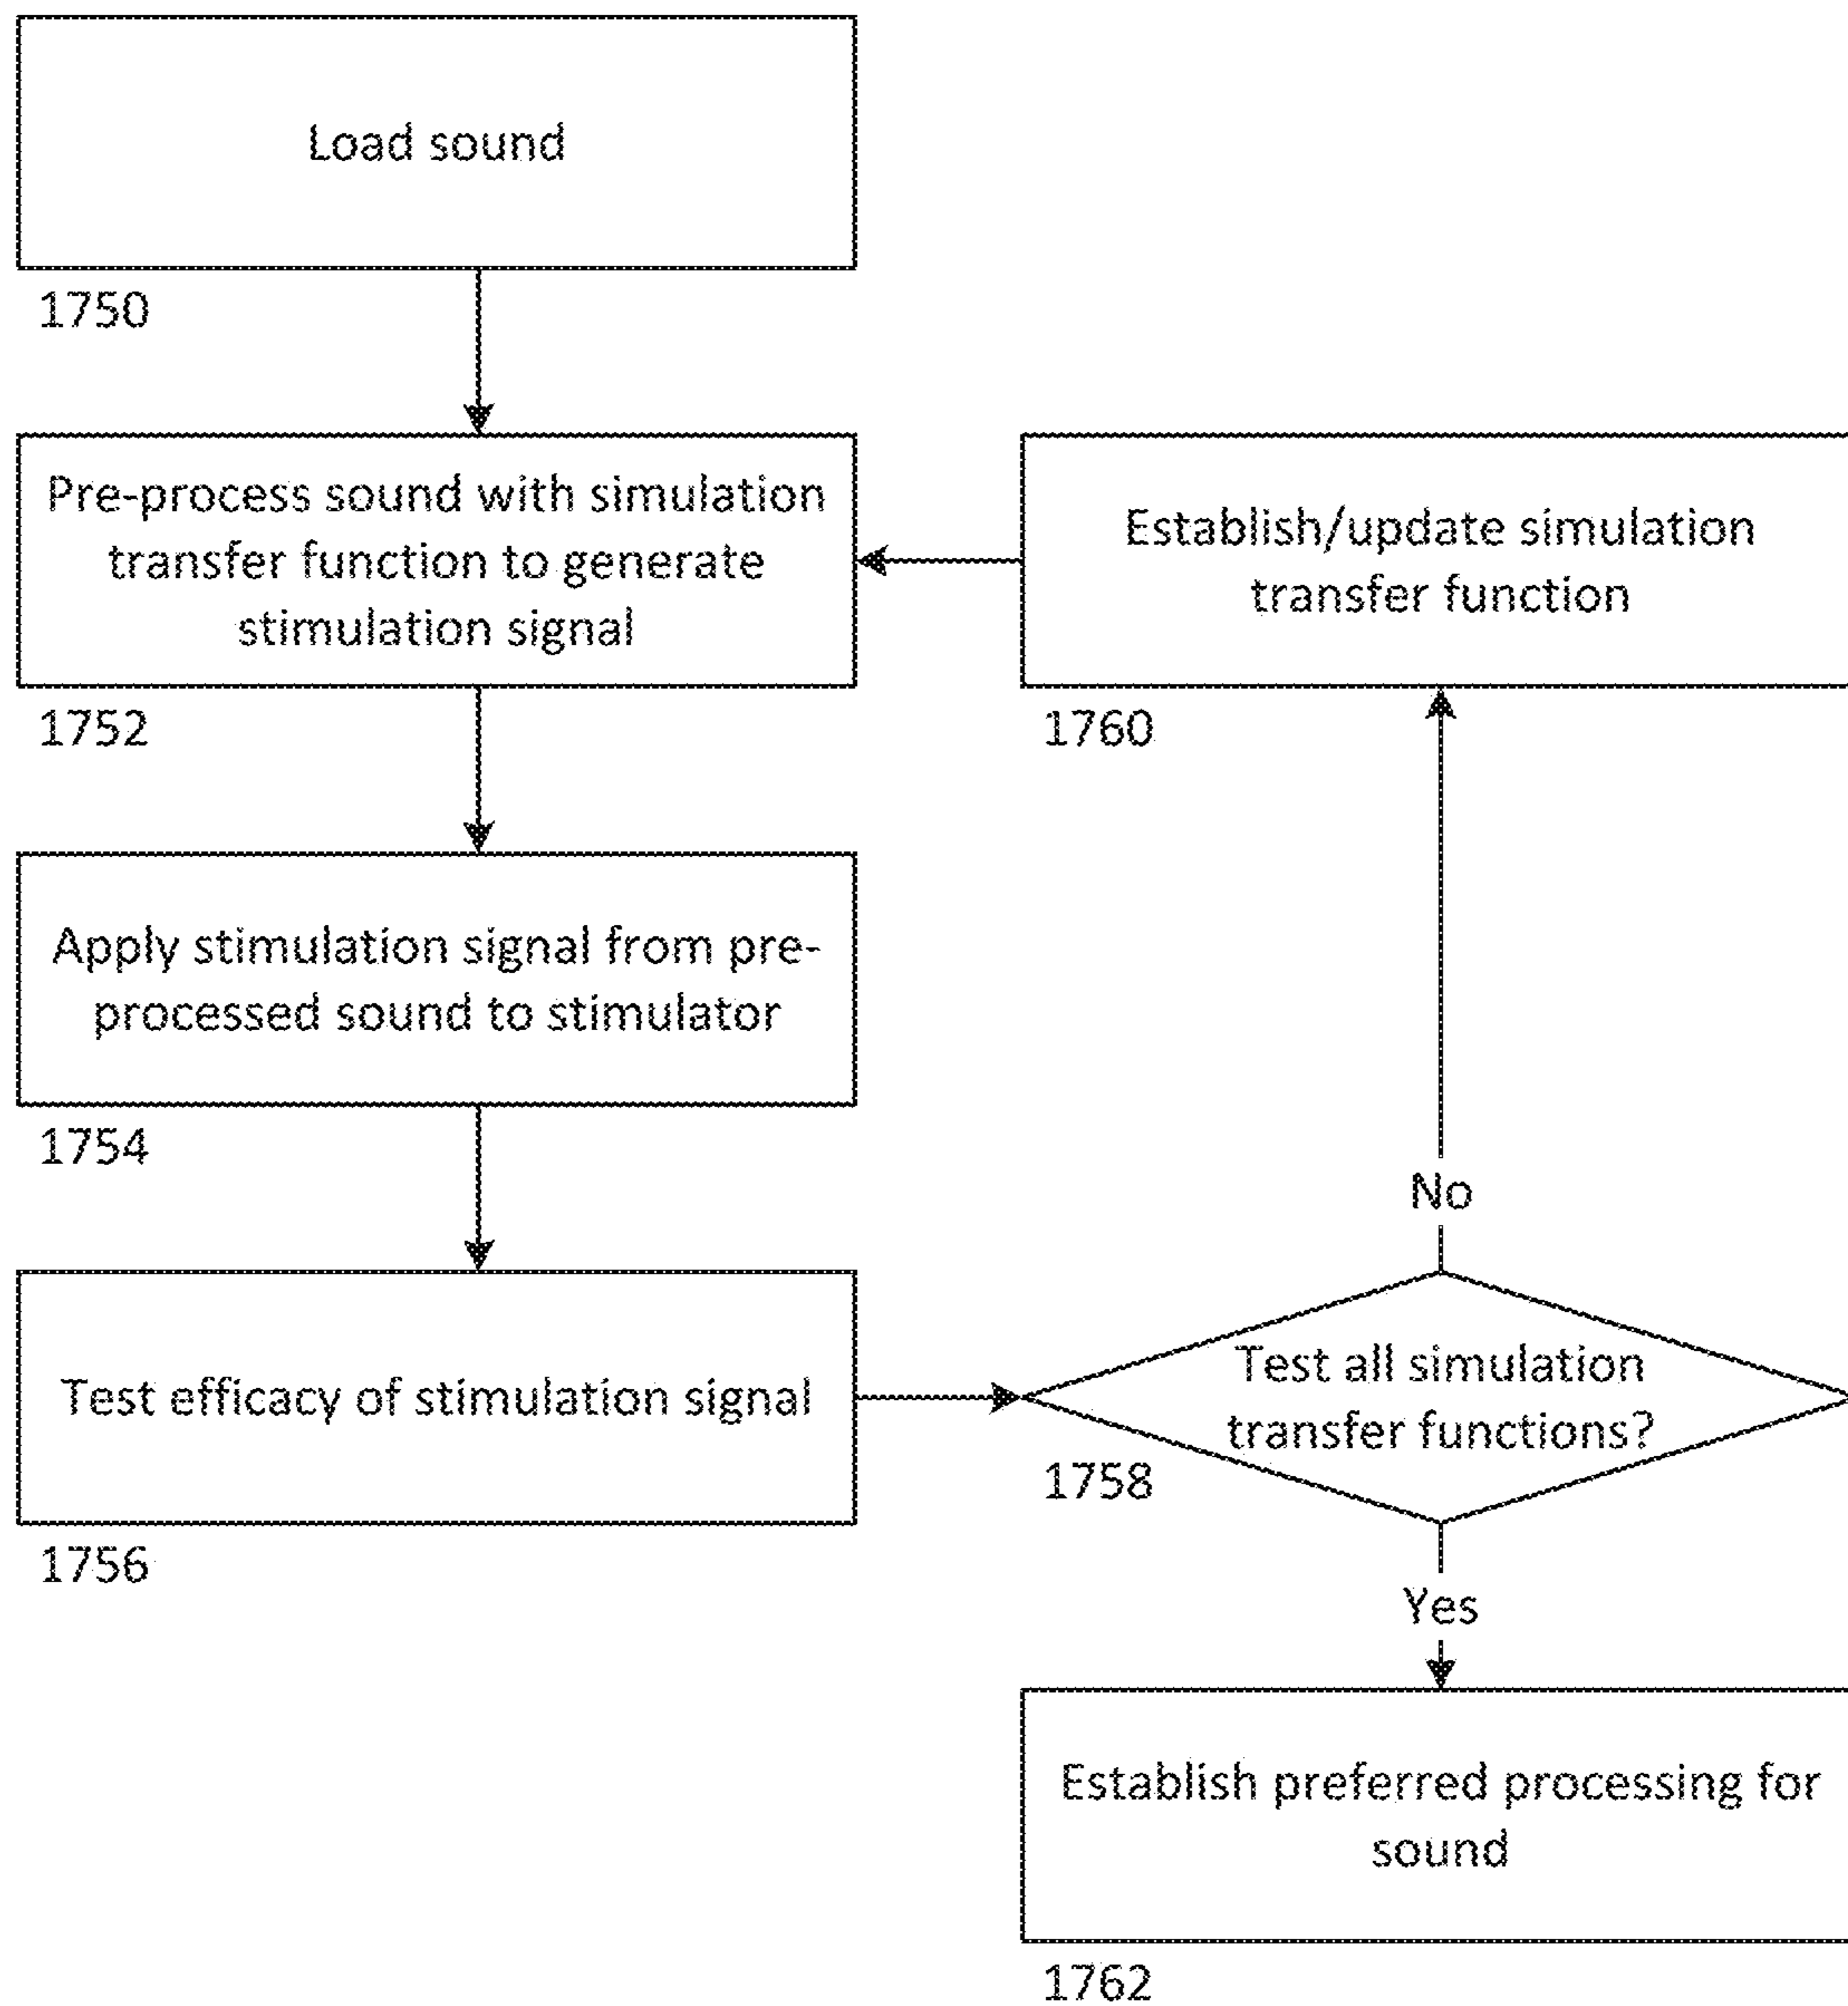 Load sound
1750
Pre-process sound with simulation
transfer function to generate
stimulation signal
1752
Establish/update simulation
transfer function
1760
Apply stimulation signal from pre-
processed sound to stimulator
1754
No
Test efficacy of stimulation signal
1756
Test all simulation
transfer functions?
1758
Yes
Establish preferred processing for
sound
1762